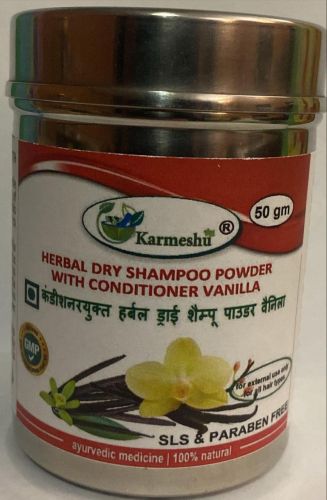 Karmeshu ®
50 gm
HERBAL DRY SHAMPOO POWDER
WITH CONDITIONER VANILLA
कंडीशनरयुक्त हर्बल ड्राई शैम्पू पाउडर वैनिला
GMP
for external use only
for all hair types.
SLS & PARABEN FREE
ayurvedic medicine | 100% natural